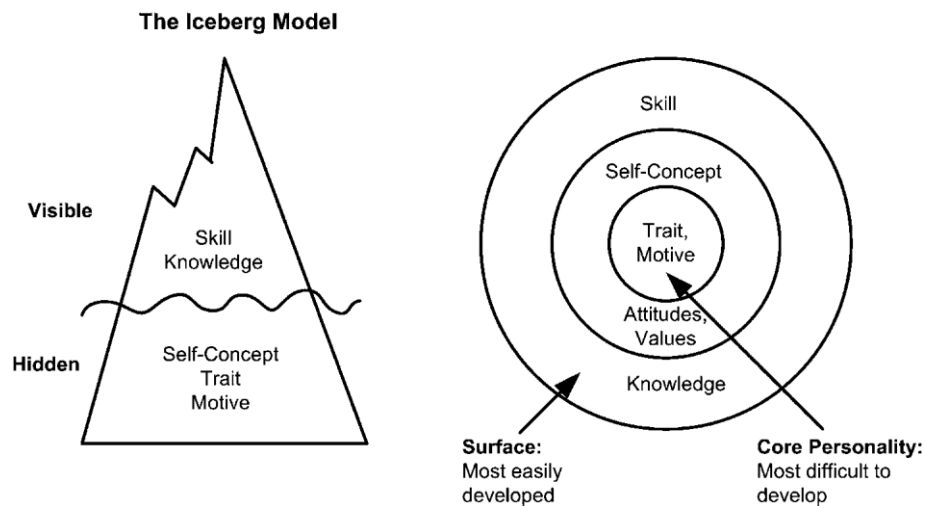 The Iceberg Model
Visible
Skill
Knowledge
Hidden
Self-Concept
Trait
Motive
Skill
Self-Concept
Trait,
Motive
Attitudes,
Values
Knowledge
Surface:
Most easily
developed
Core Personality:
Most difficult to
develop